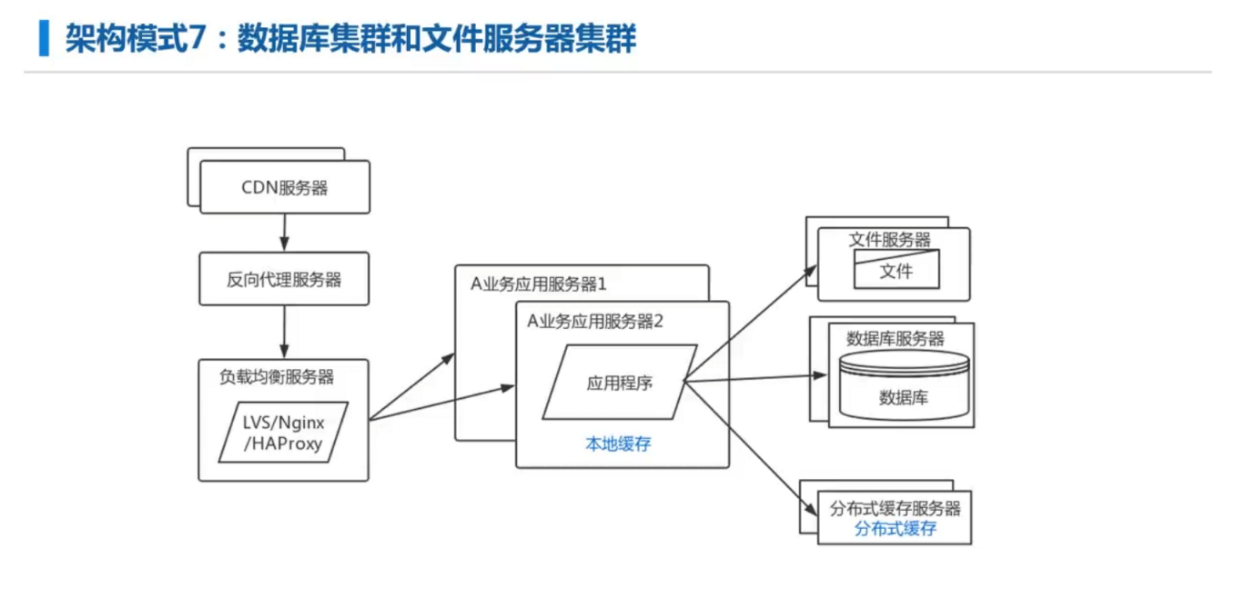 架构模式7：数据库集群和文件服务器集群
CDN服务器
反向代理服务器
负载均衡服务器
LVS/Nginx
/HAProxy
A业务应用服务器1
A业务应用服务器2
应用程序
本地缓存
文件服务器
文件
数据库服务器
数据库
分布式缓存服务器
分布式缓存